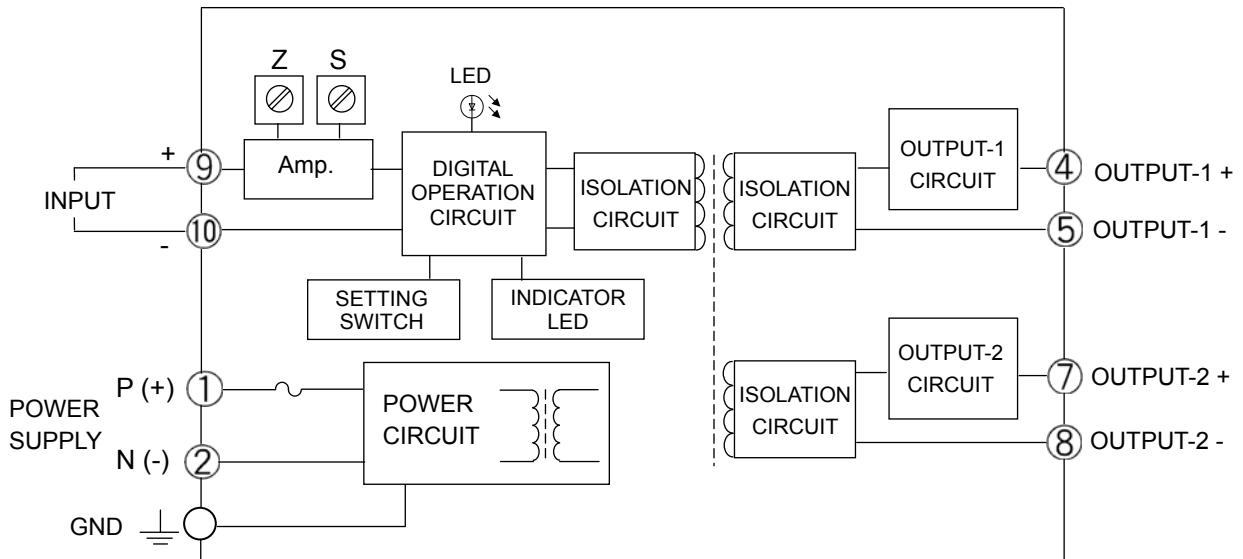 Z S
LED
+
9
Amp.
DIGITAL
OPERATION
CIRCUIT
ISOLATION
CIRCUIT
ISOLATION
CIRCUIT
OUTPUT-1
CIRCUIT
4
OUTPUT-1 +
INPUT
-
10
5
OUTPUT-1 -
SETTING
SWITCH
INDICATOR
LED
P (+)
1
POWER
SUPPLY
N (-)
2
POWER
CIRCUIT
ISOLATION
CIRCUIT
OUTPUT-2
CIRCUIT
7
OUTPUT-2 +
8
OUTPUT-2 -
GND